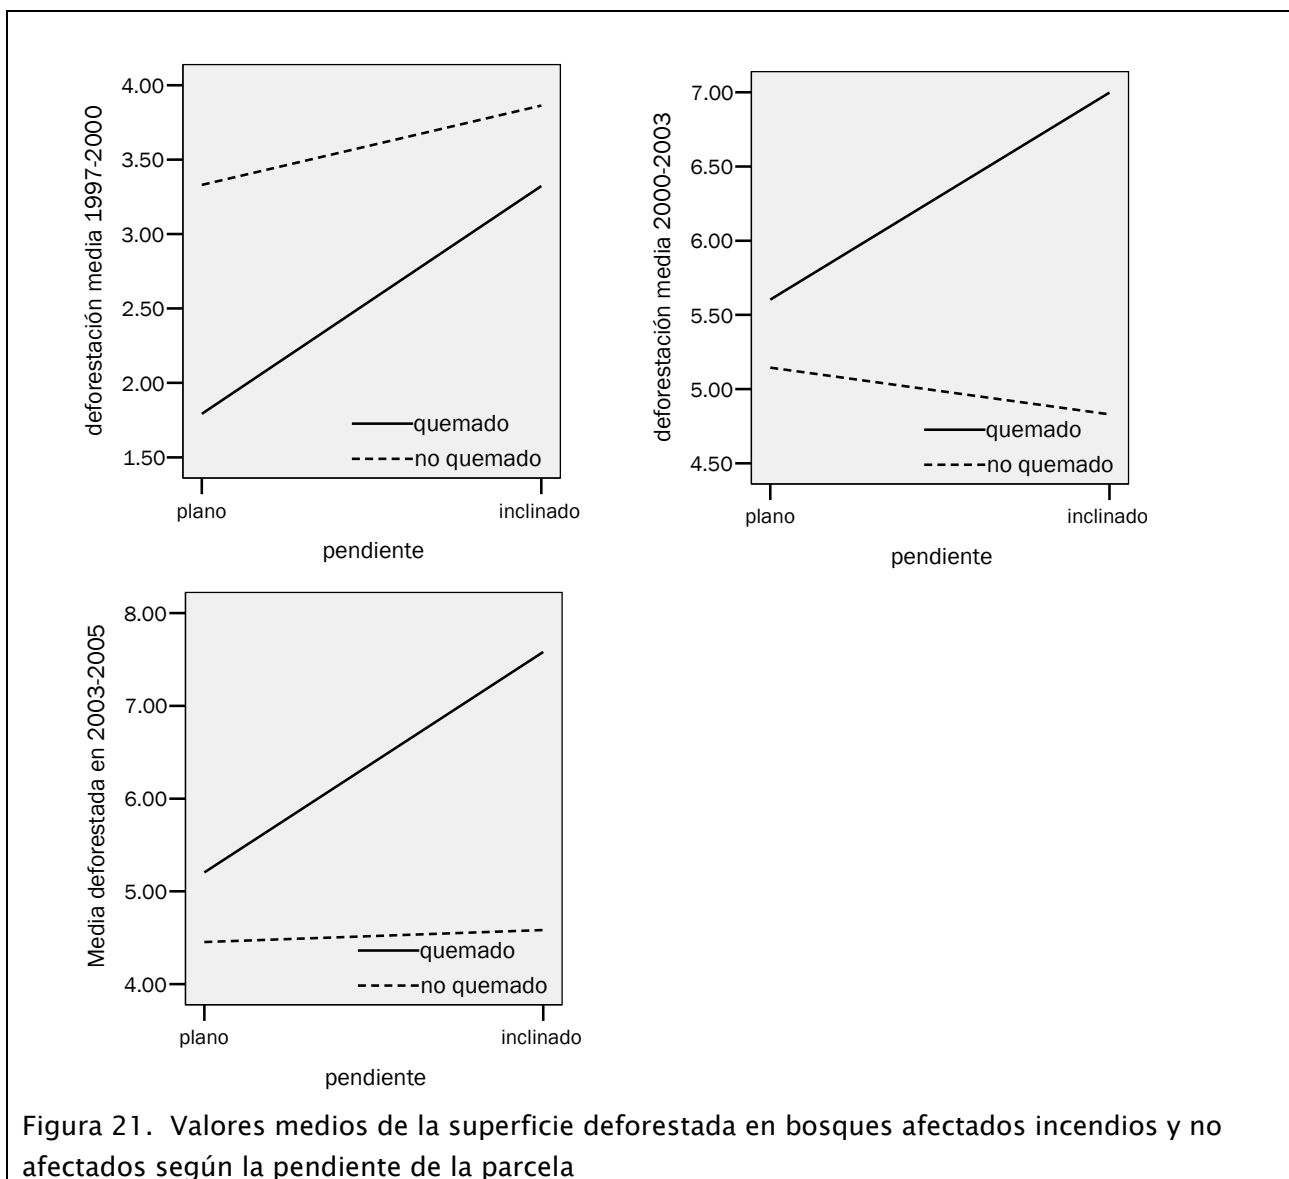 deforestación media 1997-2000
4.00
3.50
3.00
2.50
2.00
1.50
quemado
no quemado
plano
inclinado
pendiente
deforestación media 2000-2003
7.00
6.50
6.00
5.50
5.00
4.50
quemado
no quemado
plano
inclinado
pendiente
Media deforestada en 2003-2005
8.00
7.00
6.00
5.00
4.00
quemado
no quemado
plano
inclinado
pendiente
Figura 21. Valores medios de la superficie deforestada en bosques afectados incendios y no
afectados según la pendiente de la parcela